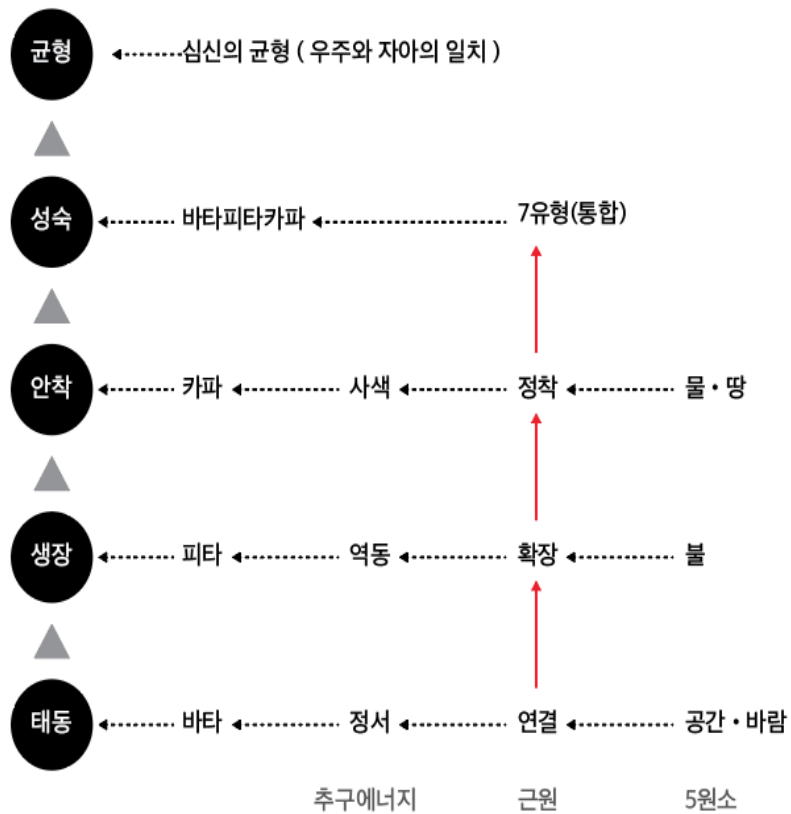 균형 심신의 균형 ( 우주와 자아의 일치 )
성숙 바타피타카파 7유형(통합)
안착 카파 사색 정착 물 • 땅
생장 피타 역동 확장 불
태동 바타 정서 연결 공간 • 바람
추구에너지 근원 5원소